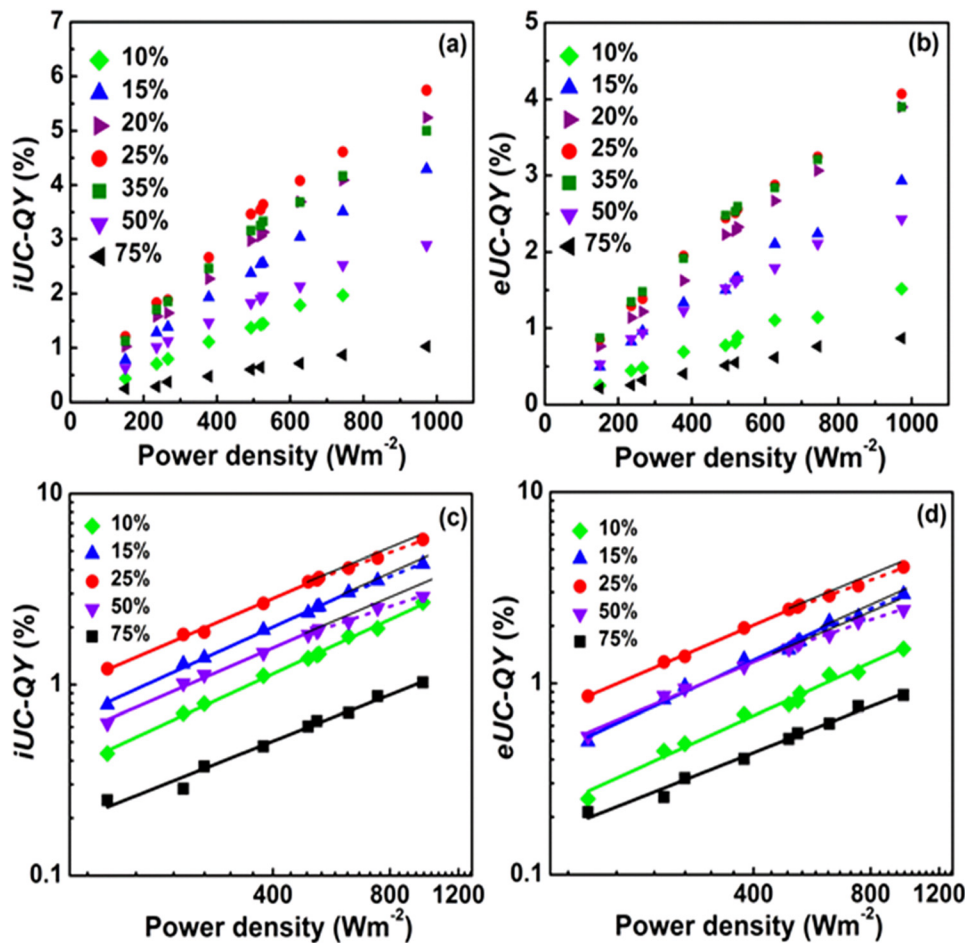 (a)
iUC-QY (%)
7
6
5
4
3
2
1
0
10%
15%
20%
25%
35%
50%
75%
0 200 400 600 800 1000
Power density (Wm⁻²)
(b)
eUC-QY (%)
5
4
3
2
1
0
10%
15%
20%
25%
35%
50%
75%
0 200 400 600 800 1000
Power density (Wm⁻²)
(c)
iUC-QY (%)
10
1
0.1
10%
15%
25%
50%
75%
400 800 1200
Power density (Wm⁻²)
(d)
eUC-QY (%)
10
1
0.1
10%
15%
25%
50%
75%
400 800 1200
Power density (Wm⁻²)